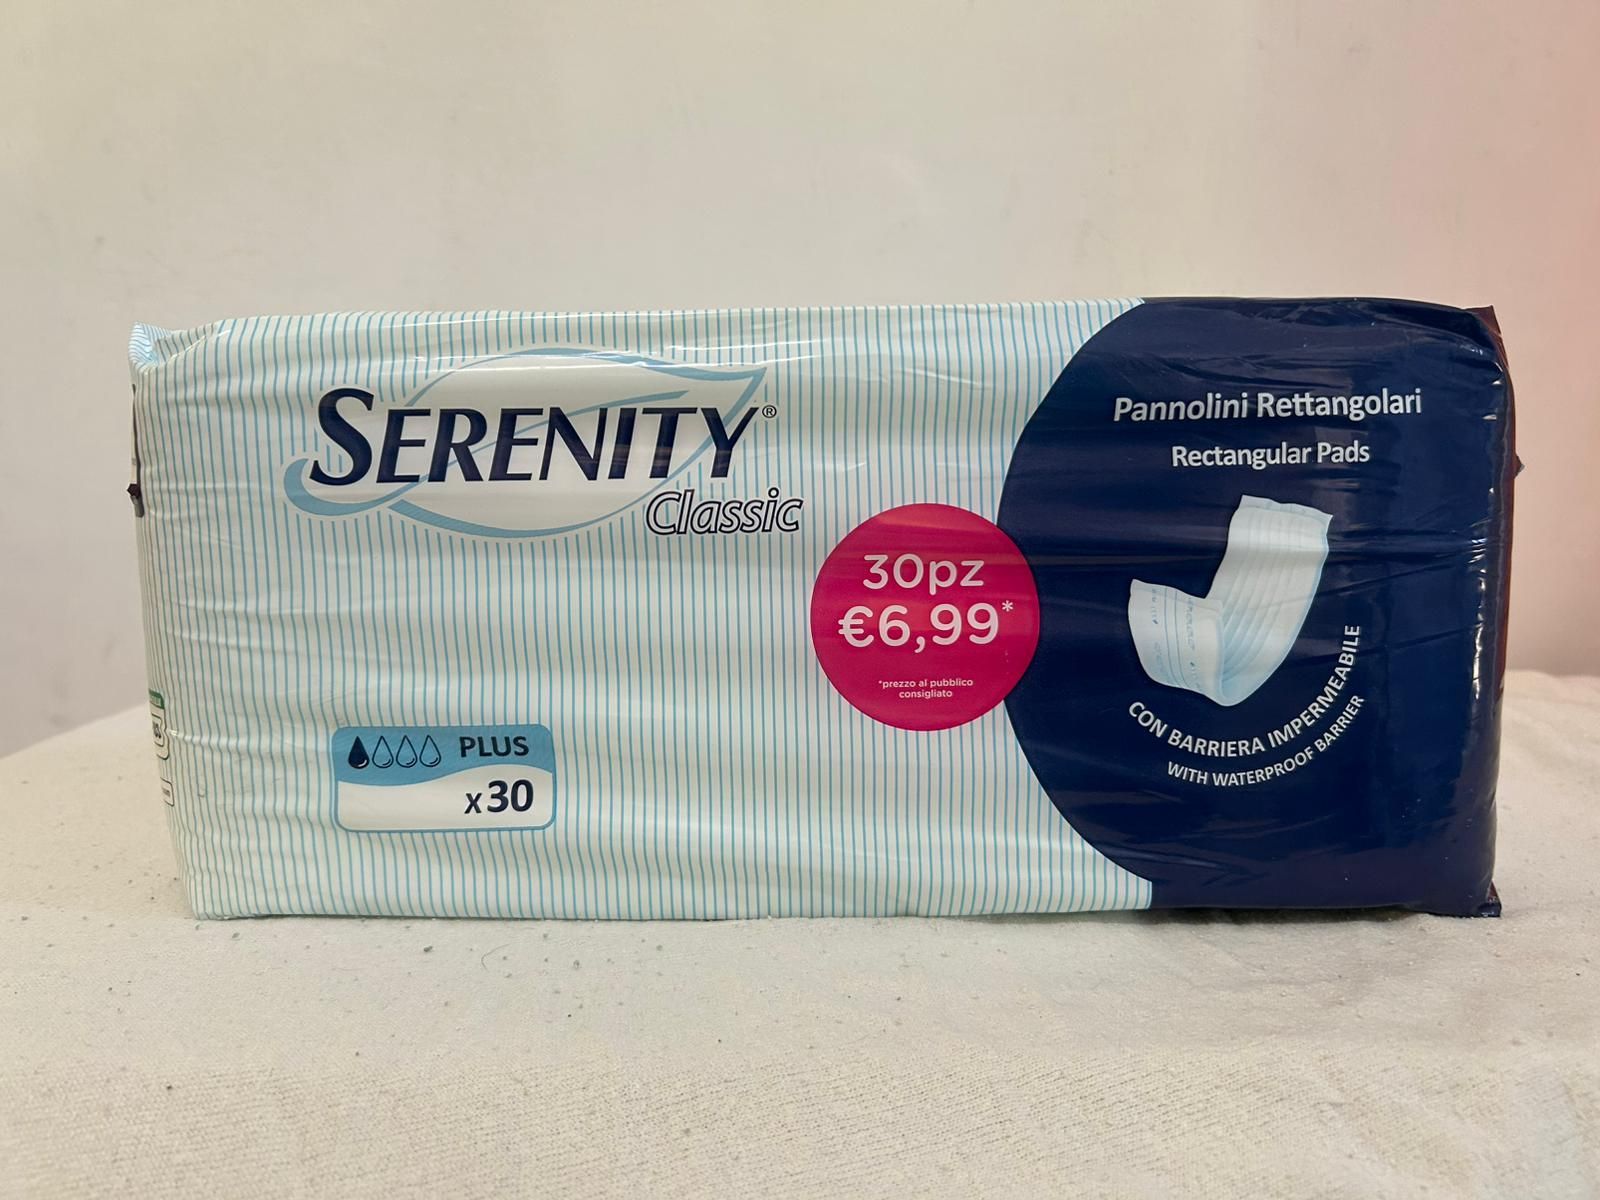 SERENITY®
Classic
Pannolini Rettangolari
Rectangular Pads
30pz
€6,99*
*prezzo al pubblico
consigliato
CON BARRIERA IMPERMEABILE
WITH WATERPROOF BARRIER
PLUS
x30